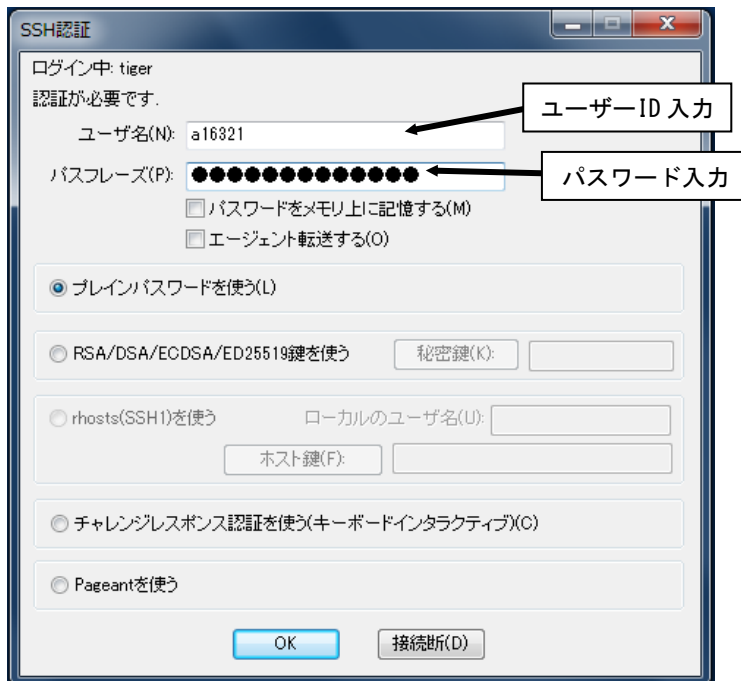 SSH認証
ログイン中: tiger
認証が必要です.
ユーザ名(N): a16321
ユーザーID 入力
パスフレーズ(P): ●●●●●●●●●●●●●
パスワード入力
パスワードをメモリ上に記憶する(M)
エージェント転送する(O)
プレインパスワードを使う(L)
RSA/DSA/ECDSA/ED25519鍵を使う 秘密鍵(K):
rhosts(SSH1)を使う ローカルのユーザ名(U):
ホスト鍵(F):
チャレンジレスポンス認証を使う(キーボードインタラクティブ)(C)
Pageantを使う
OK 接続断(D)